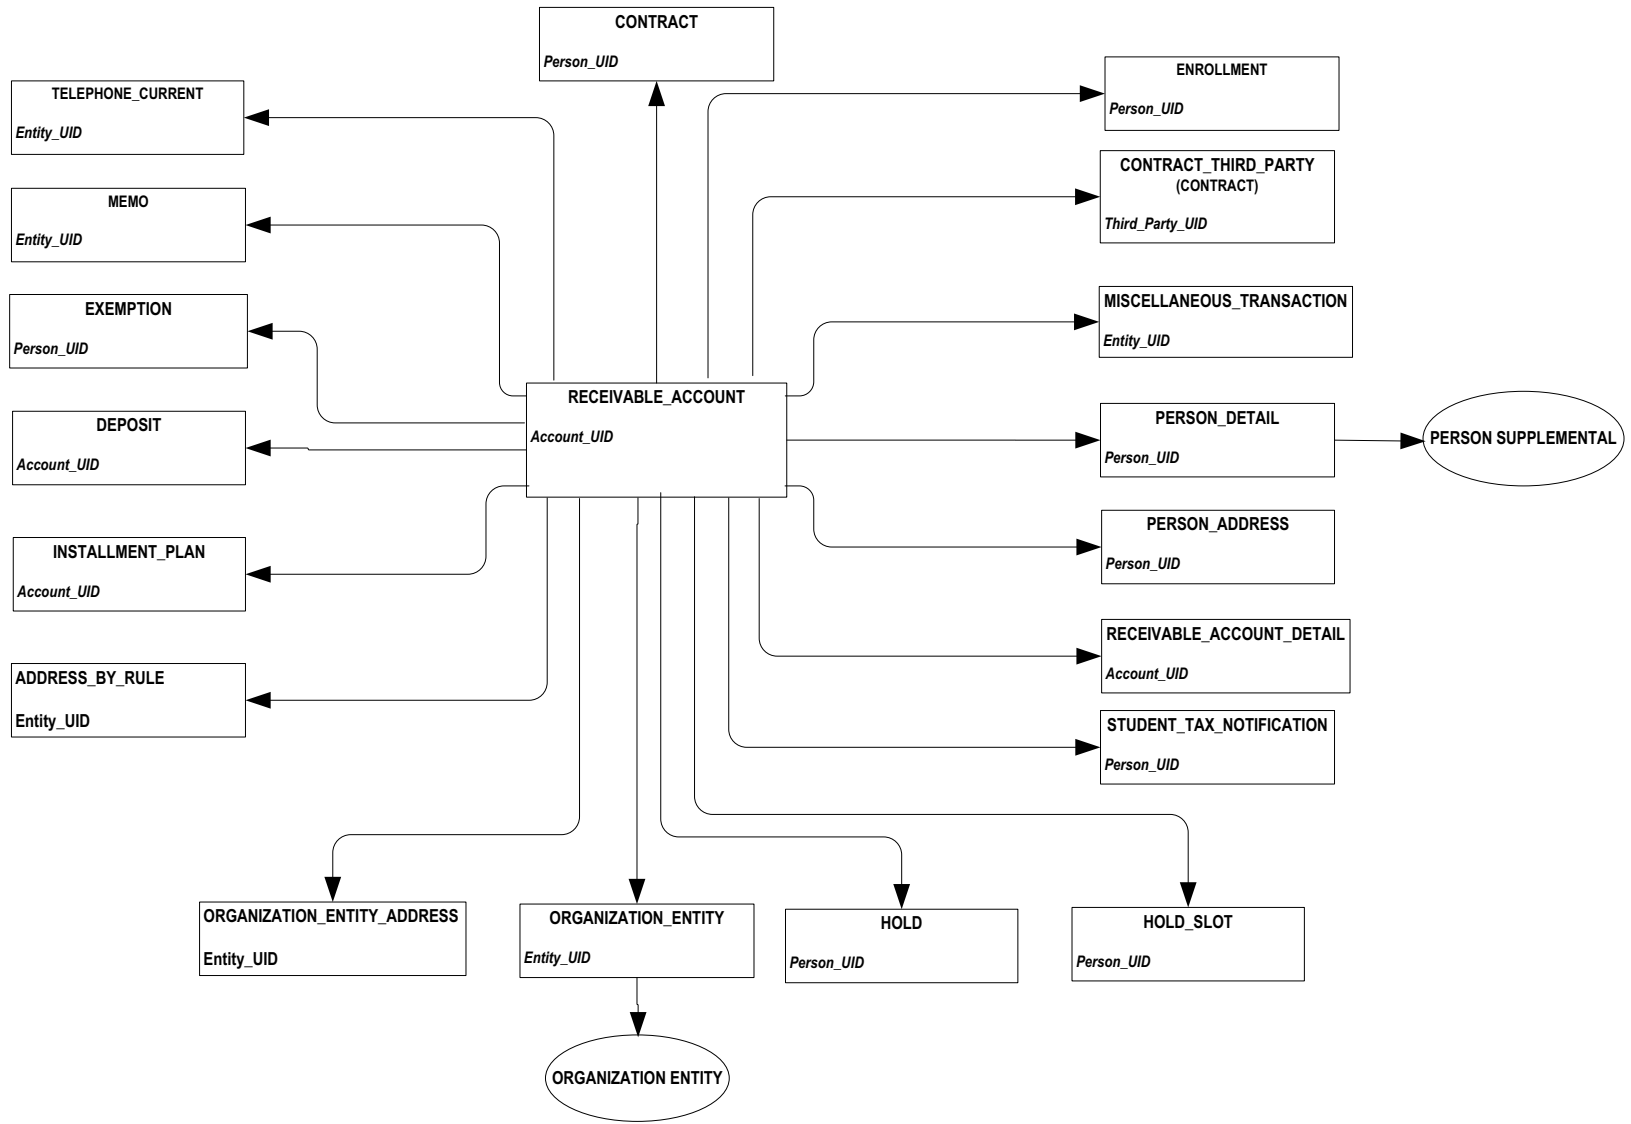 CONTRACT
Person_UID
TELEPHONE_CURRENT
Entity_UID
MEMO
Entity_UID
EXEMPTION
Person_UID
DEPOSIT
Account_UID
INSTALLMENT_PLAN
Account_UID
ADDRESS_BY_RULE
Entity_UID
RECEIVABLE_ACCOUNT
Account_UID
ENROLLMENT
Person_UID
CONTRACT_THIRD_PARTY
(CONTRACT)
Third_Party_UID
MISCELLANEOUS_TRANSACTION
Entity_UID
PERSON_DETAIL
Person_UID
PERSON SUPPLEMENTAL
PERSON_ADDRESS
Person_UID
RECEIVABLE_ACCOUNT_DETAIL
Account_UID
STUDENT_TAX_NOTIFICATION
Person_UID
ORGANIZATION_ENTITY_ADDRESS
Entity_UID
ORGANIZATION_ENTITY
Entity_UID
HOLD
Person_UID
HOLD_SLOT
Person_UID
ORGANIZATION ENTITY